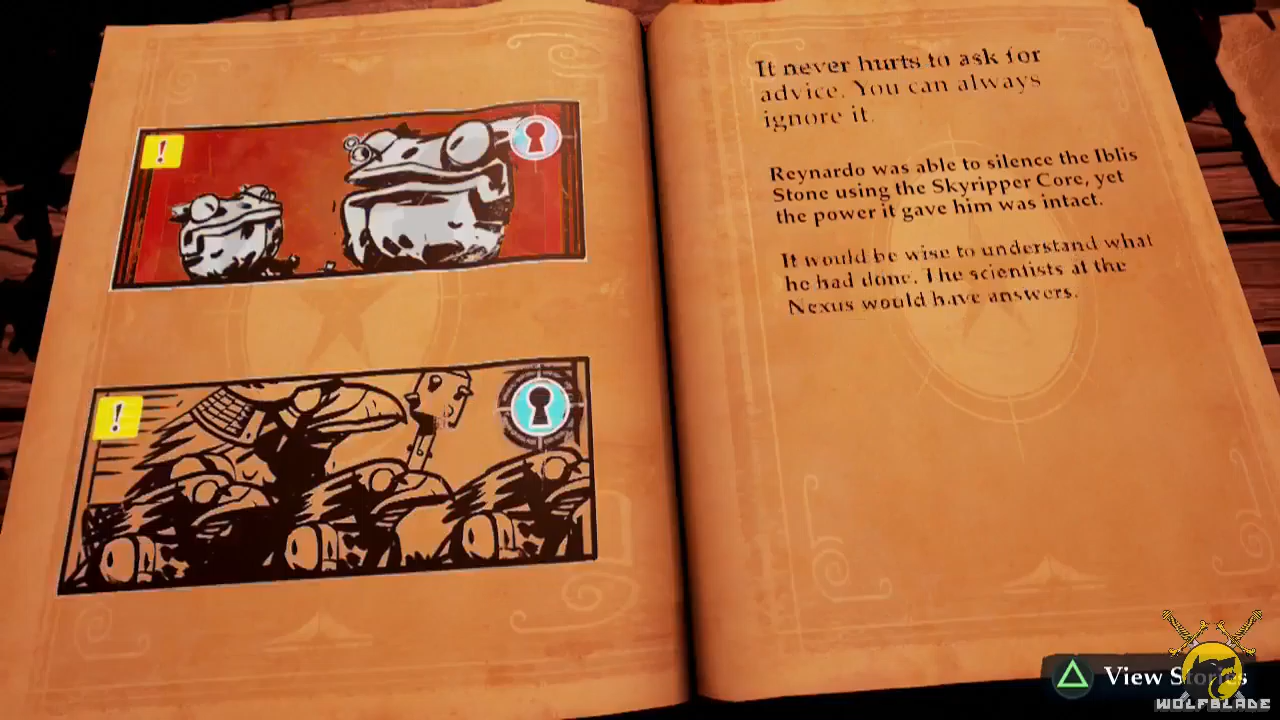 !
!
It never hurts to ask for
advice. You can always
ignore it.
Reynardo was able to silence the Iblis
Stone using the Skyripper Core, yet
the power it gave him was intact.
It would be wise to understand what
he had done. The scientists at the
Nexus would have answers.
View Stories
WOLFBLADE